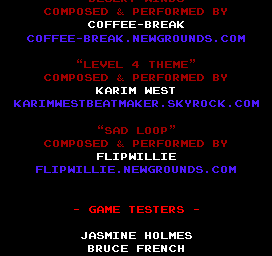 COMPOSED & PERFORMED BY
COFFEE-BREAK
COFFEE-BREAK.NEWGROUNDS.COM
“LEVEL 4 THEME”
COMPOSED & PERFORMED BY
KARIM WEST
KARIMWESTBEATMAKER.SKYROCK.COM
“SAD LOOP”
COMPOSED & PERFORMED BY
FLIPWILLIE
FLIPWILLIE.NEWGROUNDS.COM
- GAME TESTERS -
JASMINE HOLMES
BRUCE FRENCH